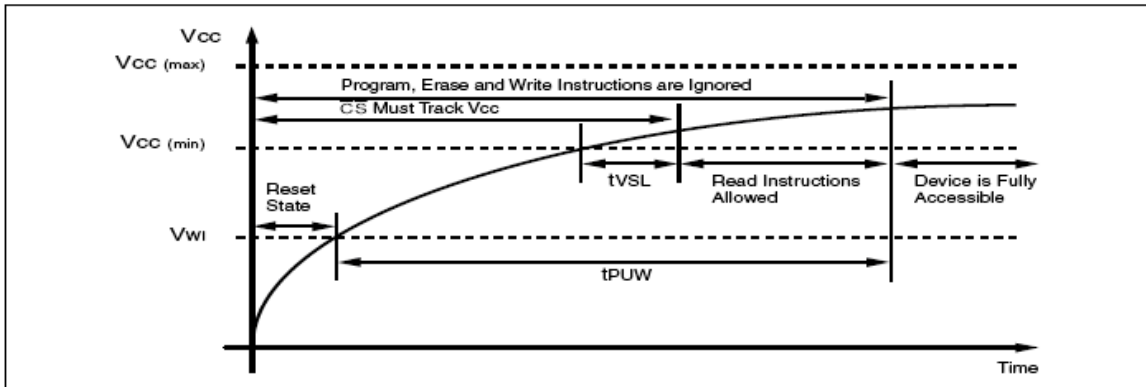 Vcc
Vcc (max)
Program, Erase and Write Instructions are Ignored
CS Must Track Vcc
Vcc (min)
tVSL
Read Instructions
Allowed
Device is Fully
Accessible
Reset
State
VWI
tPUW
Time